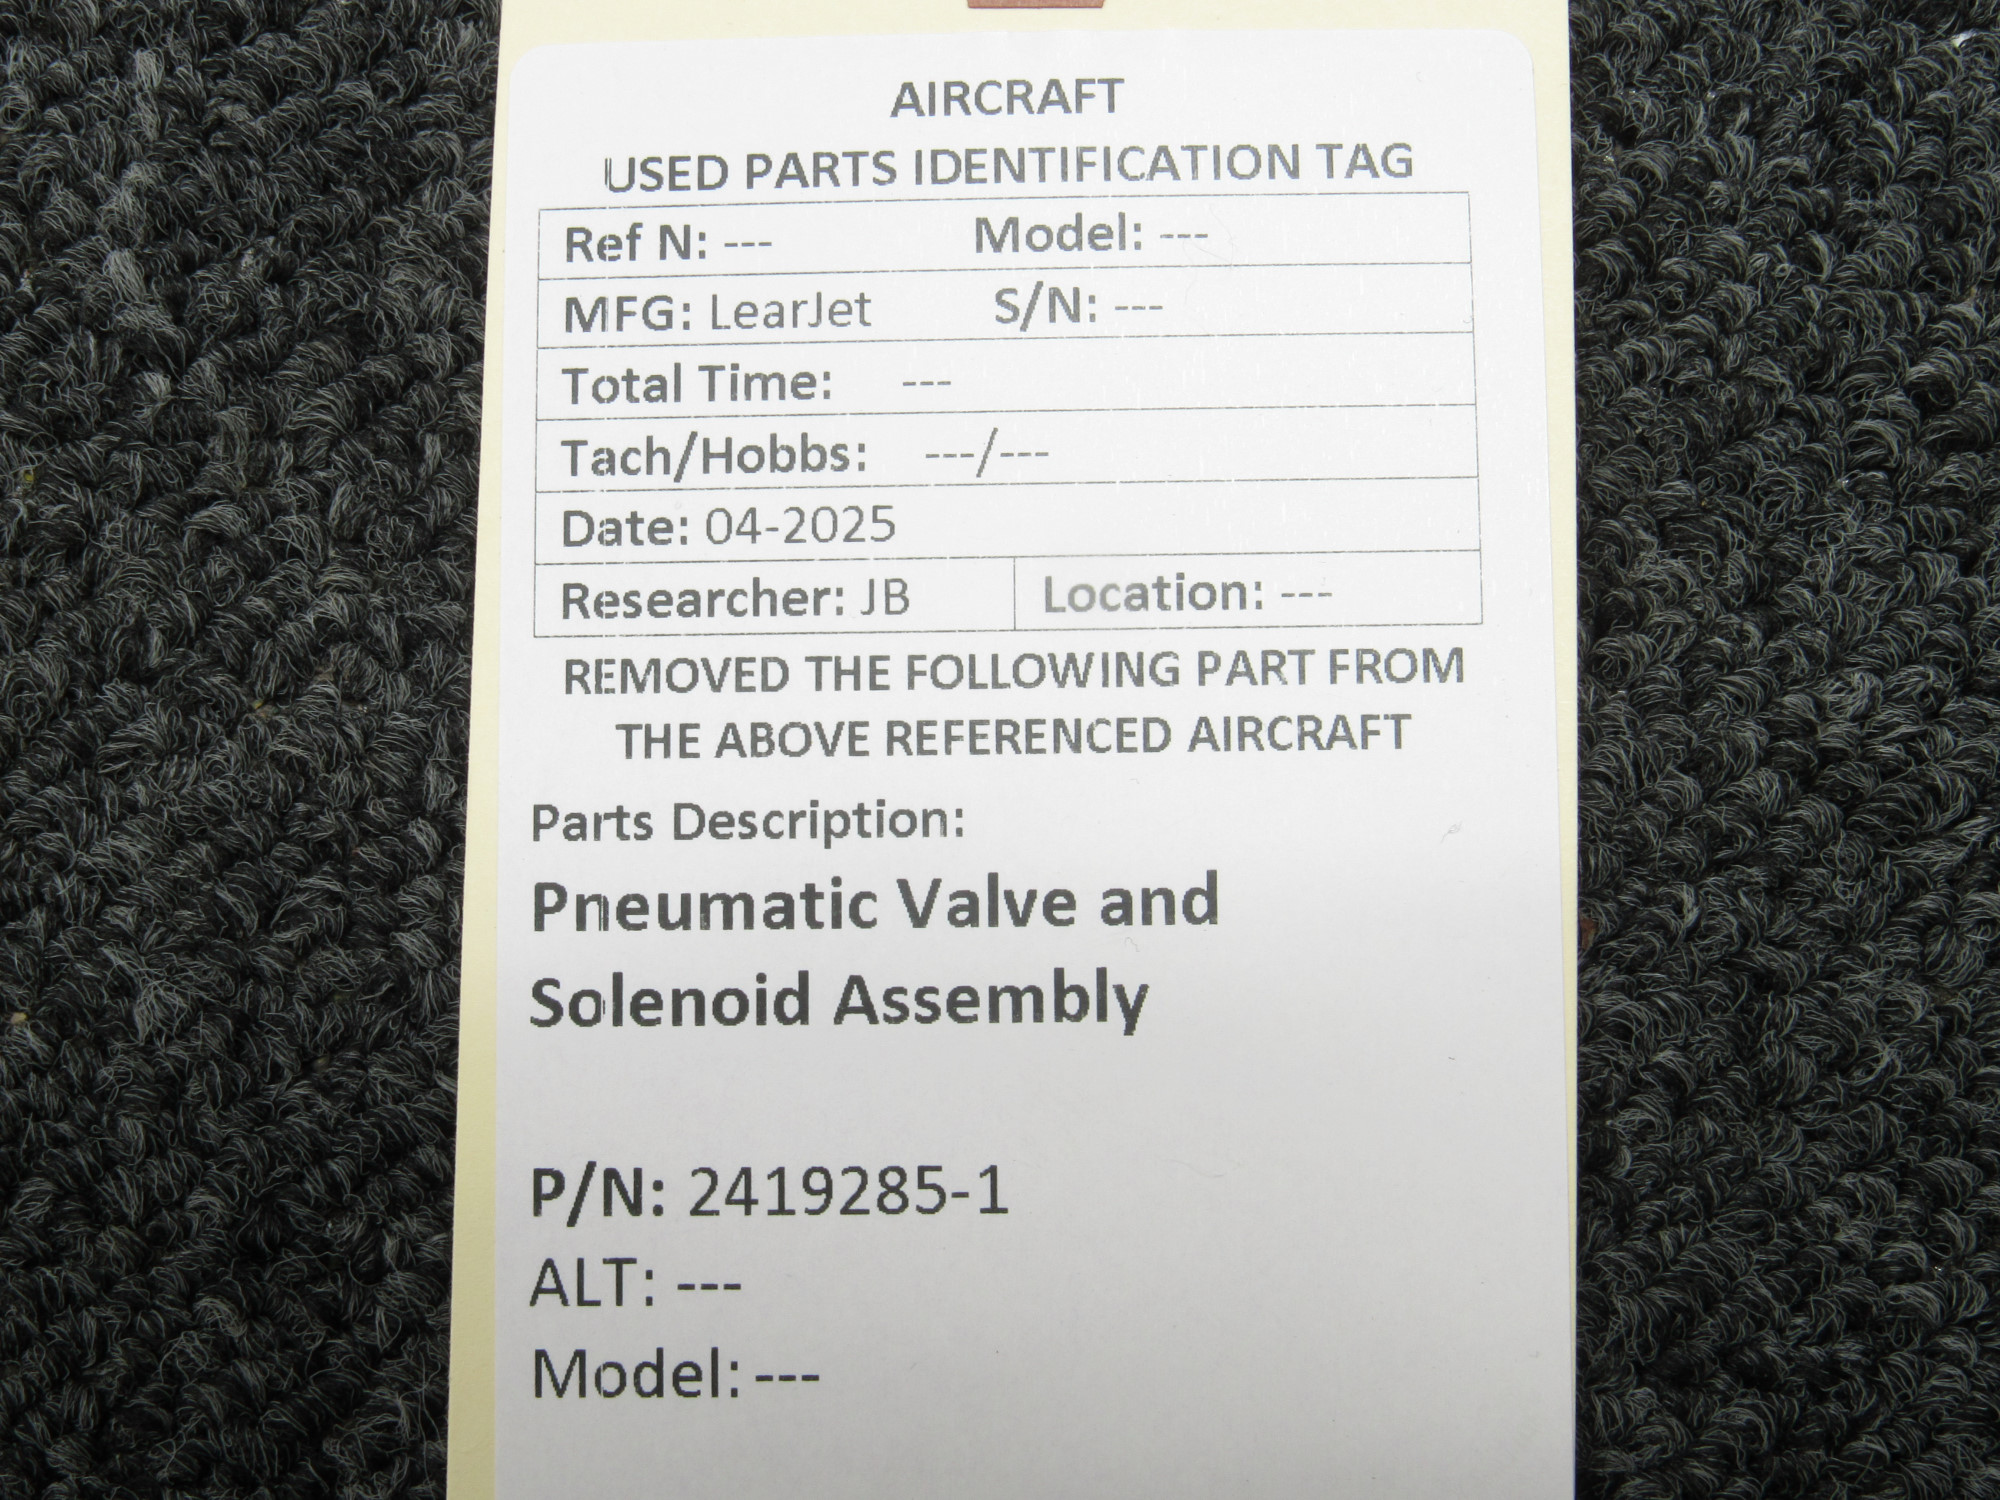 AIRCRAFT
USED PARTS IDENTIFICATION TAG
Ref N: --- Model: ---
MFG: LearJet S/N: ---
Total Time: ---
Tach/Hobbs: ---/---
Date: 04-2025
Researcher: JB Location: ---
REMOVED THE FOLLOWING PART FROM
THE ABOVE REFERENCED AIRCRAFT
Parts Description:
Pneumatic Valve and
Solenoid Assembly
P/N: 2419285-1
ALT: ---
Model: ---